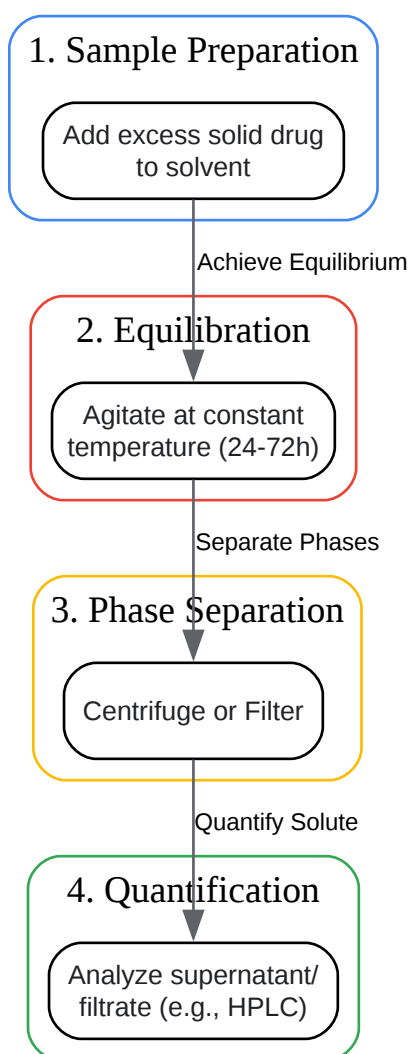 1. Sample Preparation
Add excess solid drug
to solvent
Achieve Equilibrium
2. Equilibration
Agitate at constant
temperature (24-72h)
Separate Phases
3. Phase Separation
Centrifuge or Filter
Quantify Solute
4. Quantification
Analyze supernatant/
filtrate (e.g., HPLC)